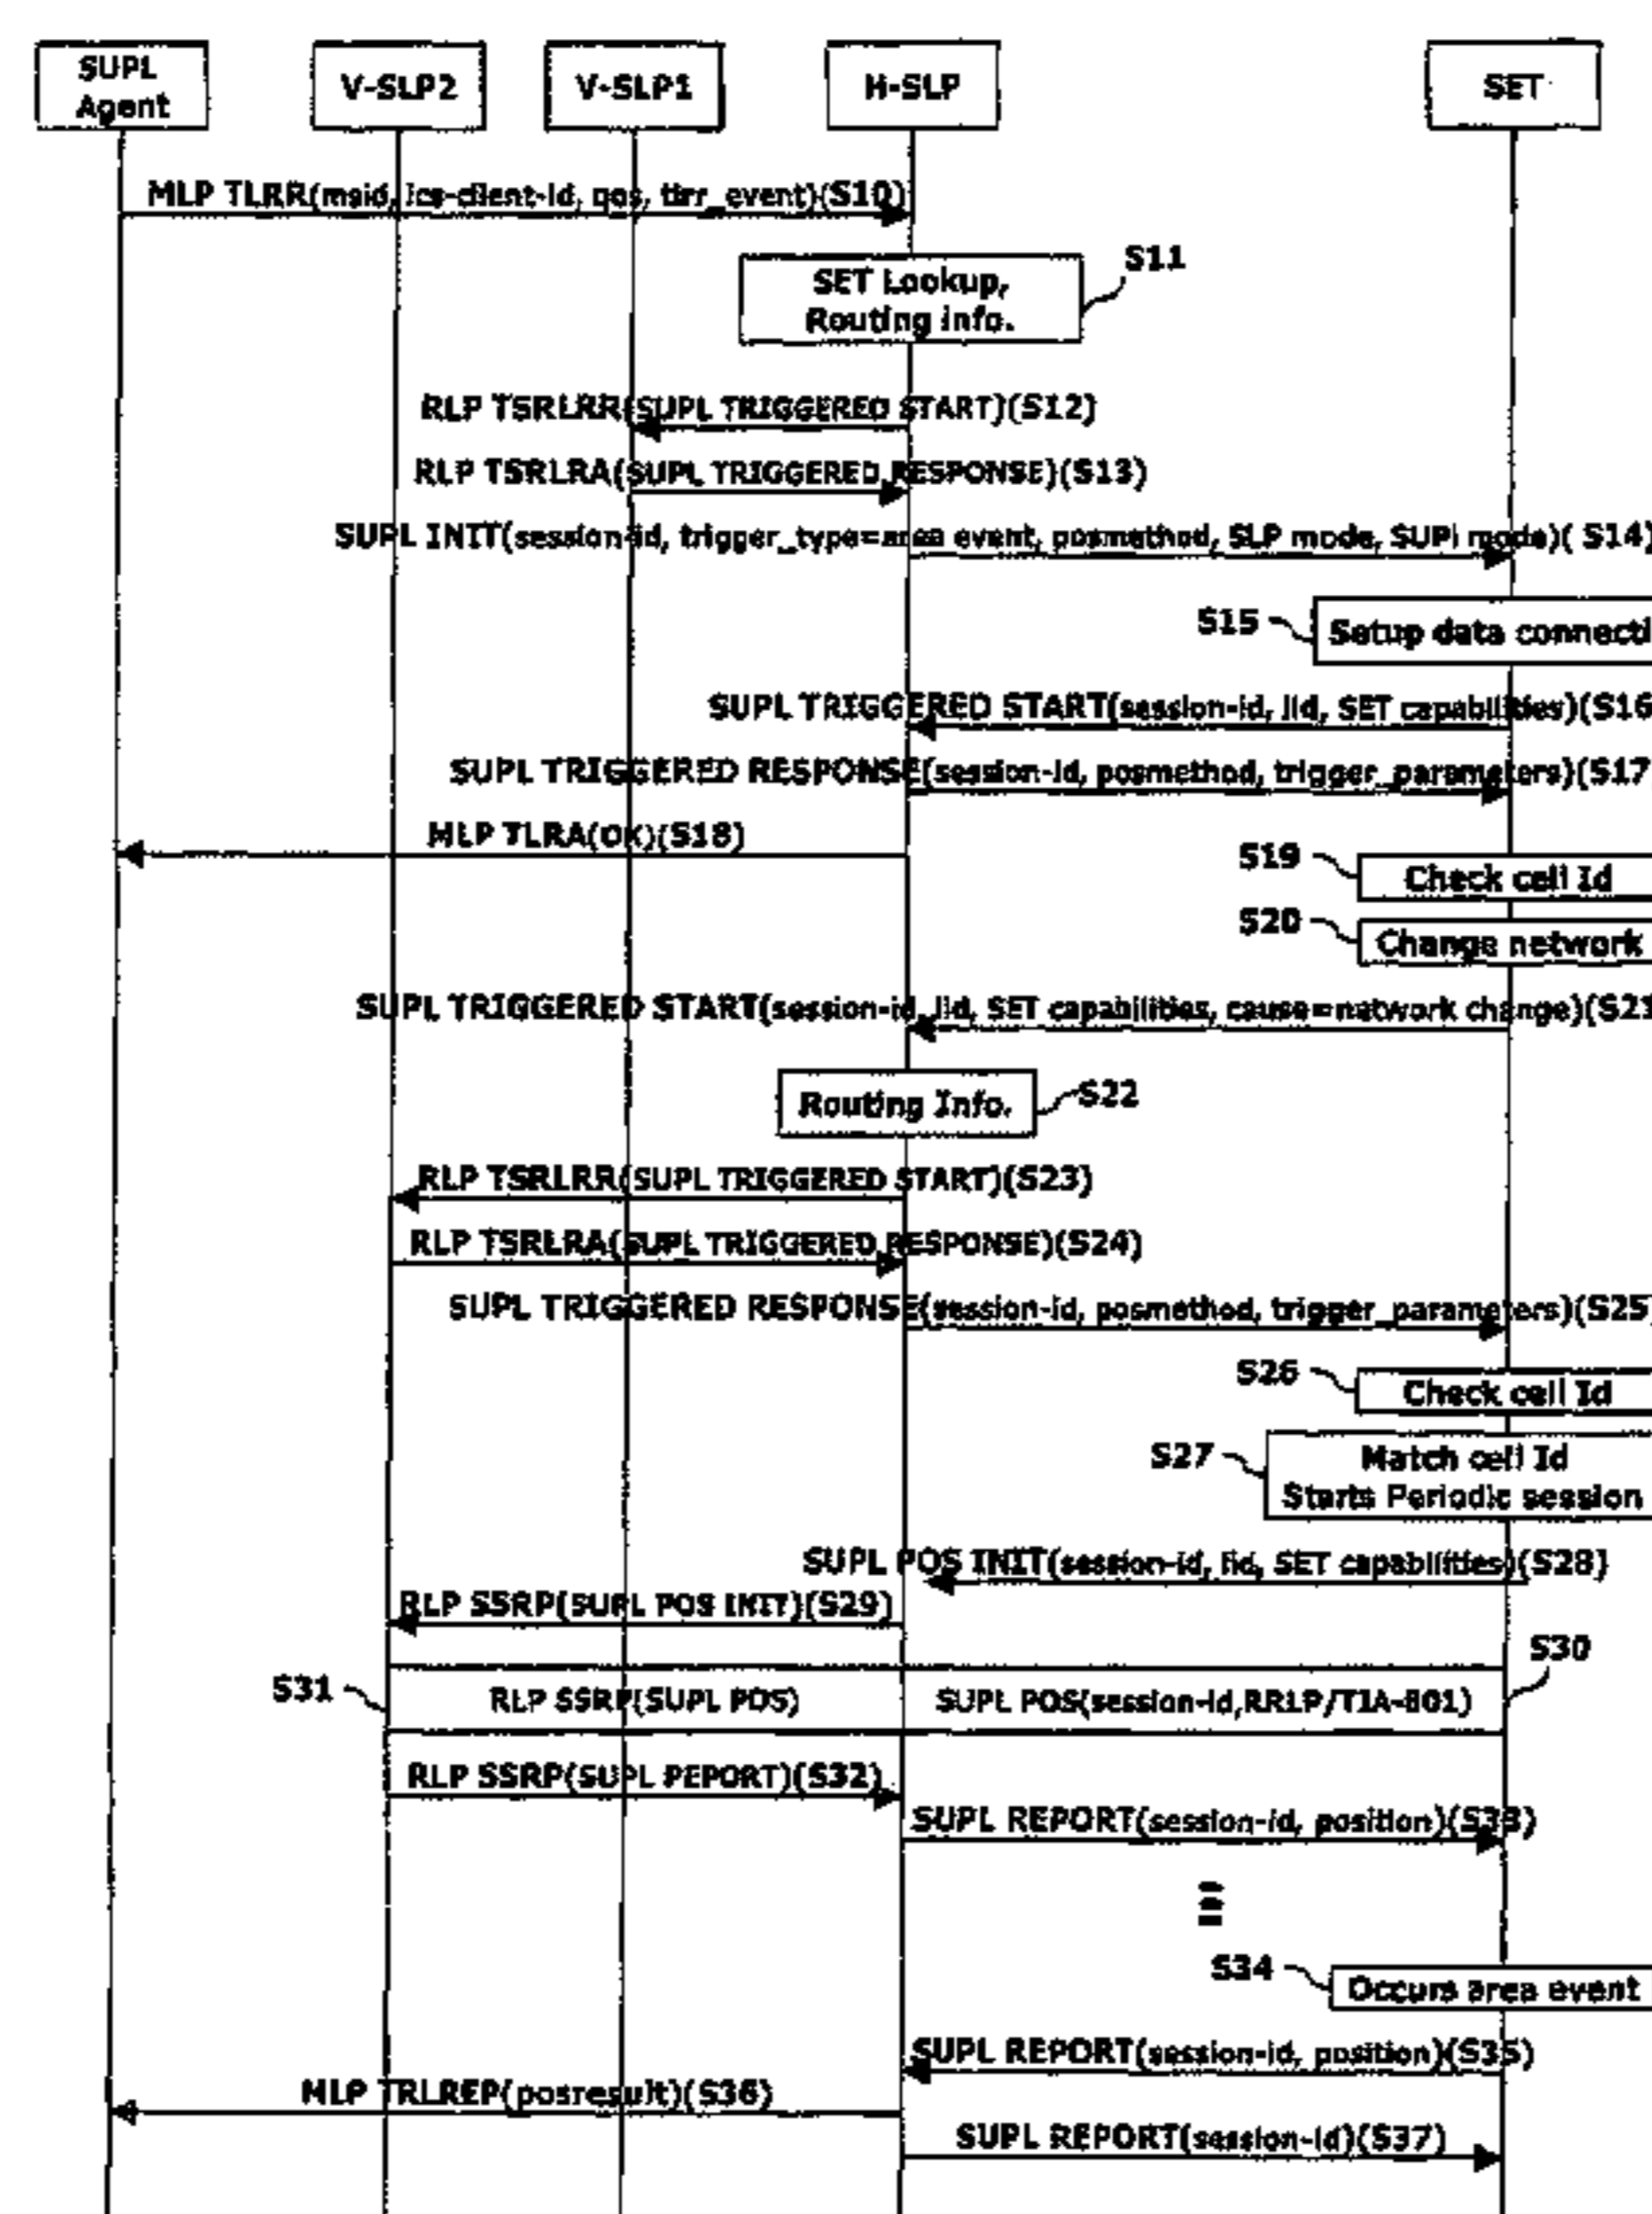 SUPL
Agent
V-SLP2
V-SLP1
H-SLP
SET
MLP TLRR(msid, lcs-client-id, qos, tlrr_event)(S10)
S11
SET Lookup,
Routing info.
RLP TSRLRR(SUPL TRIGGERED START)(S12)
RLP TSRLRA(SUPL TRIGGERED RESPONSE)(S13)
SUPL INIT(session-id, trigger_type=area event, posmethod, SLP mode, SUPl mode)( S14)
S15
Setup data connecti
SUPL TRIGGERED START(session-id, lid, SET capabilities)(S16
SUPL TRIGGERED RESPONSE(session-id, posmethod, trigger_parameters)(S17
MLP TLRA(OK)(S18)
S19
Check cell Id
S20
Change network
SUPL TRIGGERED START(session-id, lid, SET capabilities, cause=network change)(S21
Routing Info.
S22
RLP TSRLRR(SUPL TRIGGERED START)(S23)
RLP TSRLRA(SUPL TRIGGERED RESPONSE)(S24)
SUPL TRIGGERED RESPONSE(session-id, posmethod, trigger_parameters)(S25)
S26
Check cell Id
S27
Match cell Id
Starts Periodic session
SUPL POS INIT(session-id, lid, SET capabilities)(S28)
RLP SSRP(SUPL POS INIT)(S29)
S30
S31
RLP SSRP(SUPL POS)
SUPL POS(session-id,RRLP/TIA-801)
RLP SSRP(SUPL REPORT)(S32)
SUPL REPORT(session-id, position)(S33)
S34
Occurs area event
SUPL REPORT(session-id, position)(S35)
MLP TRLREP(posresult)(S36)
SUPL REPORT(session-id)(S37)